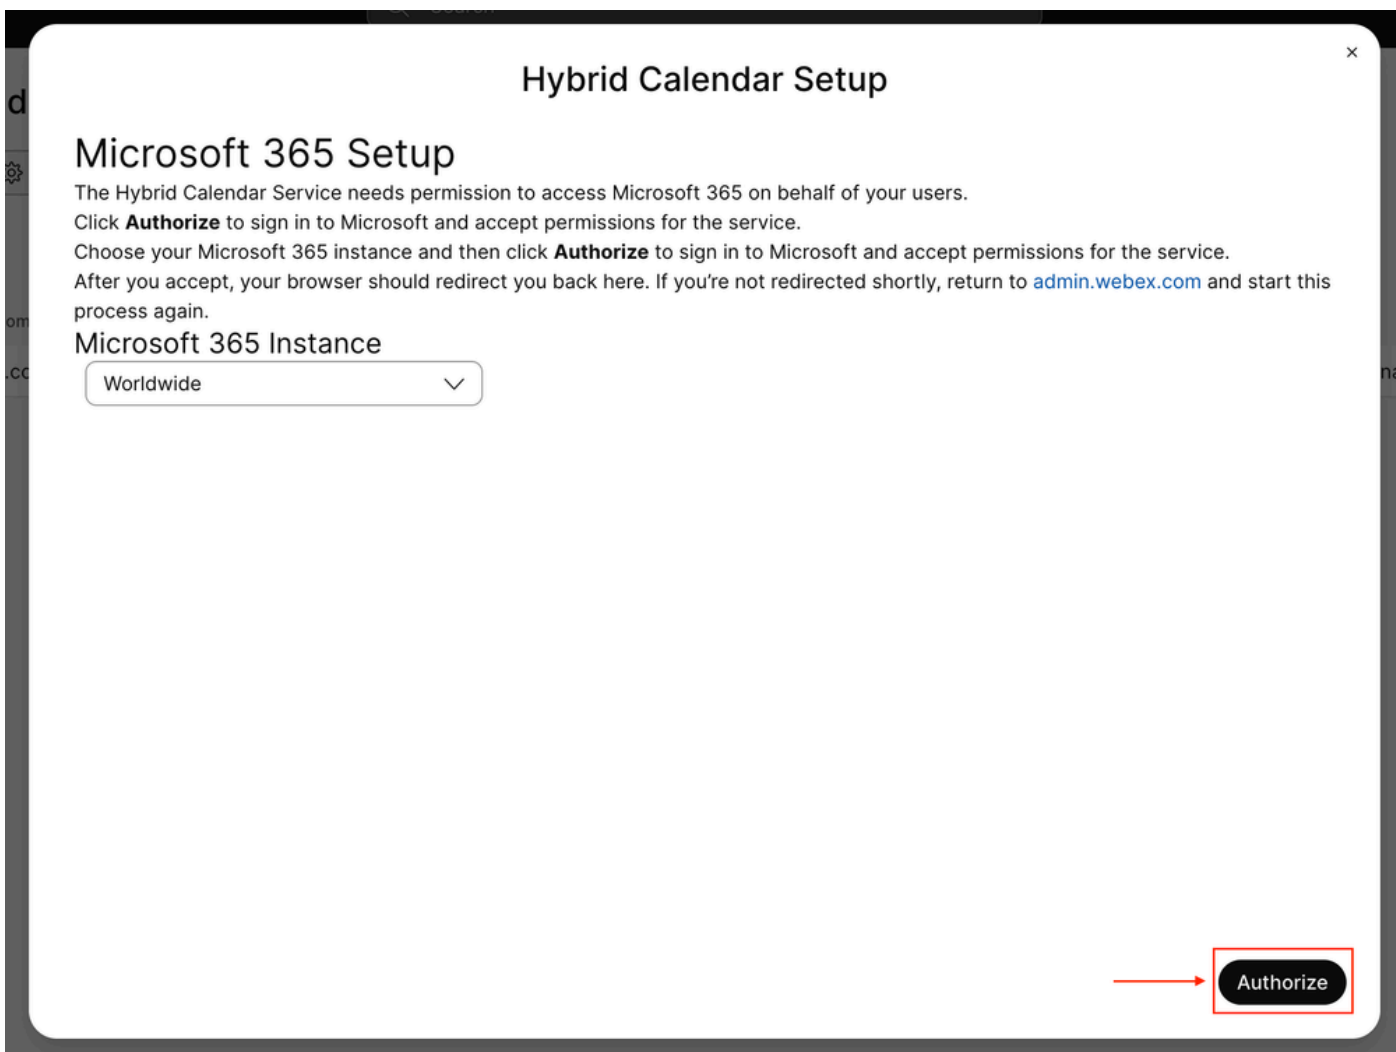 Hybrid Calendar Setup
Microsoft 365 Setup
The Hybrid Calendar Service needs permission to access Microsoft 365 on behalf of your users.
Click Authorize to sign in to Microsoft and accept permissions for the service.
Choose your Microsoft 365 instance and then click Authorize to sign in to Microsoft and accept permissions for the service.
After you accept, your browser should redirect you back here. If you’re not redirected shortly, return to admin.webex.com and start this
process again.
Microsoft 365 Instance
Worldwide
Authorize